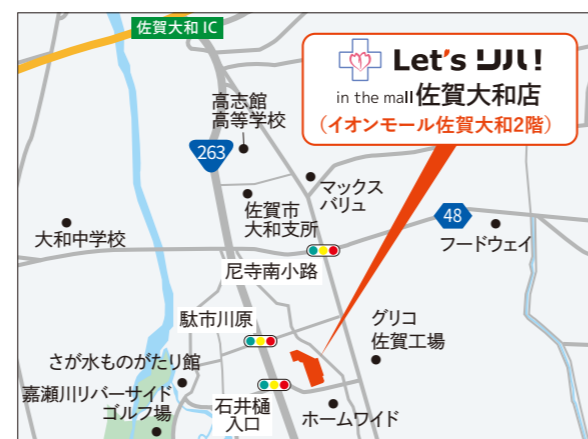 佐賀大和 IC
Let's リハ!
in the mall佐賀大和店
(イオンモール佐賀大和2階)
高志館
高等学校
263
マックス
バリュ
佐賀市
大和支所
48
大和中学校
フードウェイ
尼寺南小路
駄市川原
グリコ
佐賀工場
さが水ものがたり館
嘉瀬川リバーサイド
ゴルフ場
石井樋
入口
ホームワイド